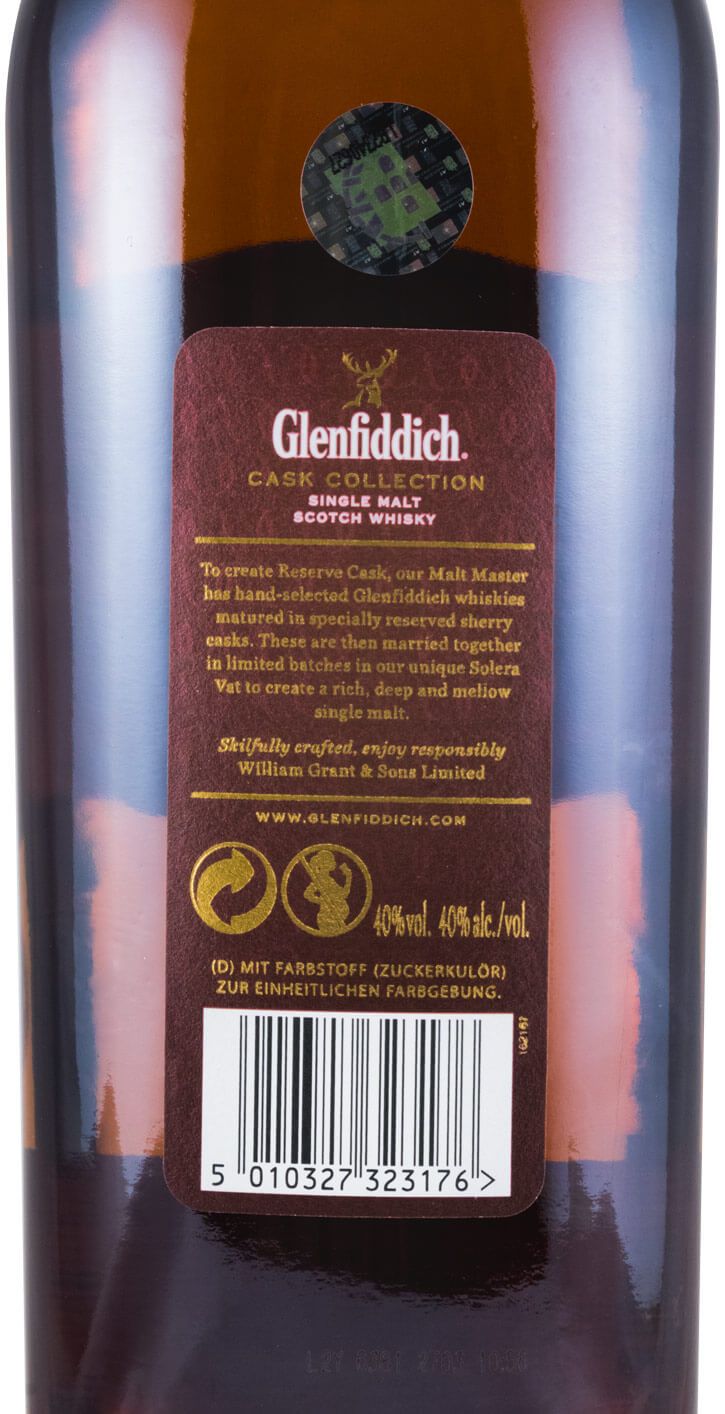 Glenfiddich.
CASK COLLECTION
SINGLE MALT
SCOTCH WHISKY
To create Reserve Cask, our Malt Master
has hand-selected Glenfiddich whiskies
matured in specially reserved sherry
casks. These are then married together
in limited batches in our unique Solera
Vat to create a rich, deep and mellow
single malt.
Skilfully crafted, enjoy responsibly
William Grant & Sons Limited
WWW.GLENFIDDICH.COM
40%vol. 40%alc./vol.
(D) MIT FARBSTOFF (ZUCKERKULÖR)
ZUR EINHEITLICHEN FARBGEBUNG.
162167
5 010327 323176 >